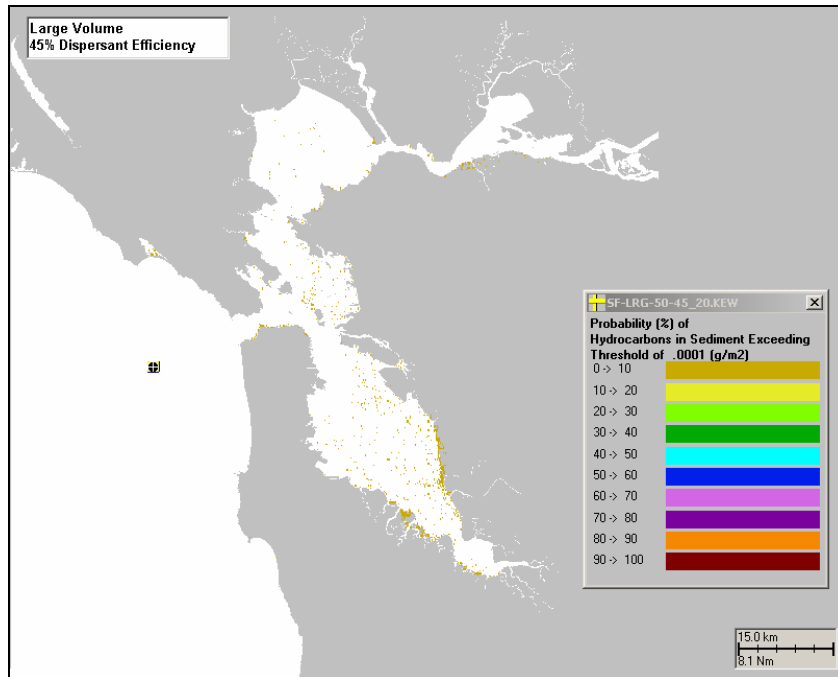 Large Volume
45% Dispersant Efficiency
SF-LRG-50-45_20.KEW
Probability (%) of
Hydrocarbons in Sediment Exceeding
Threshold of .0001 (g/m2)
0 -> 10
10 -> 20
20 -> 30
30 -> 40
40 -> 50
50 -> 60
60 -> 70
70 -> 80
80 -> 90
90 -> 100
15.0 km
8.1 Nm